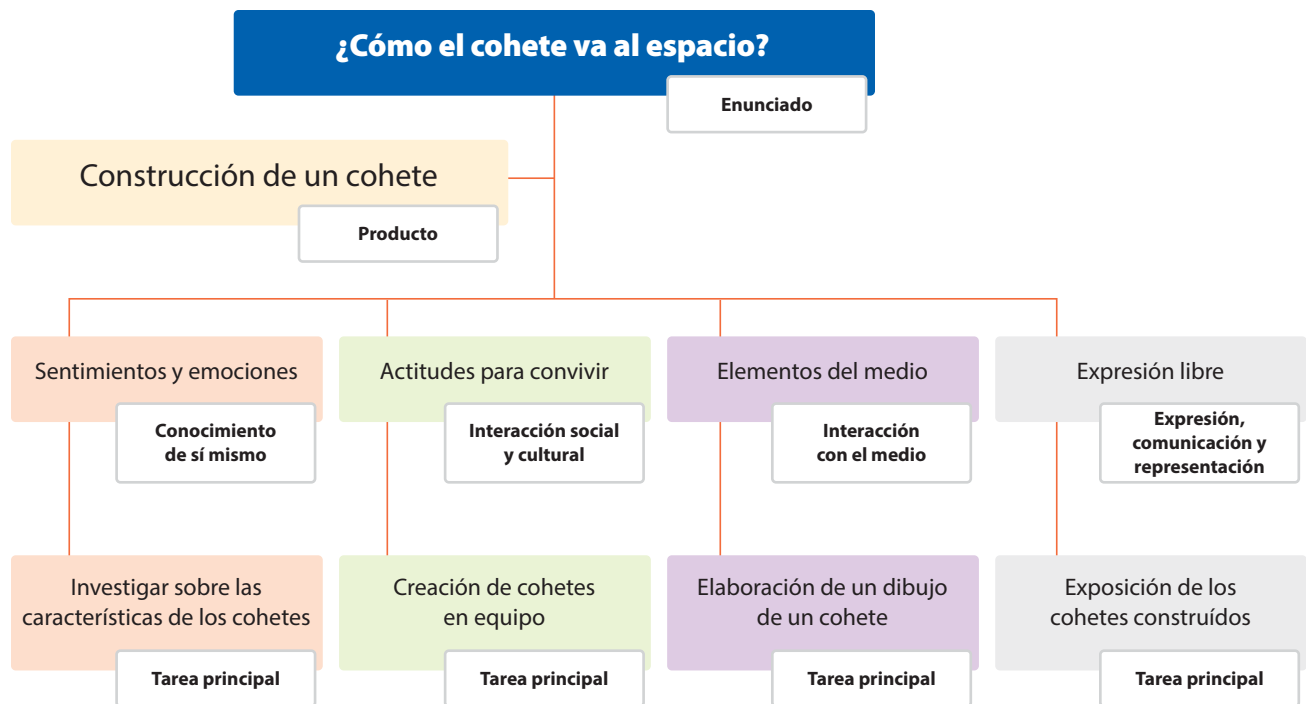 ¿Cómo el cohete va al espacio?
Enunciado
Construcción de un cohete
Producto
Sentimientos y emociones
Conocimiento
de sí mismo
Actitudes para convivir
Interacción social
y cultural
Elementos del medio
Interacción
con el medio
Expresión libre
Expresión,
comunicación y
representación
Investigar sobre las
características de los cohetes
Tarea principal
Creación de cohetes
en equipo
Tarea principal
Elaboración de un dibujo
de un cohete
Tarea principal
Exposición de los
cohetes construídos
Tarea principal